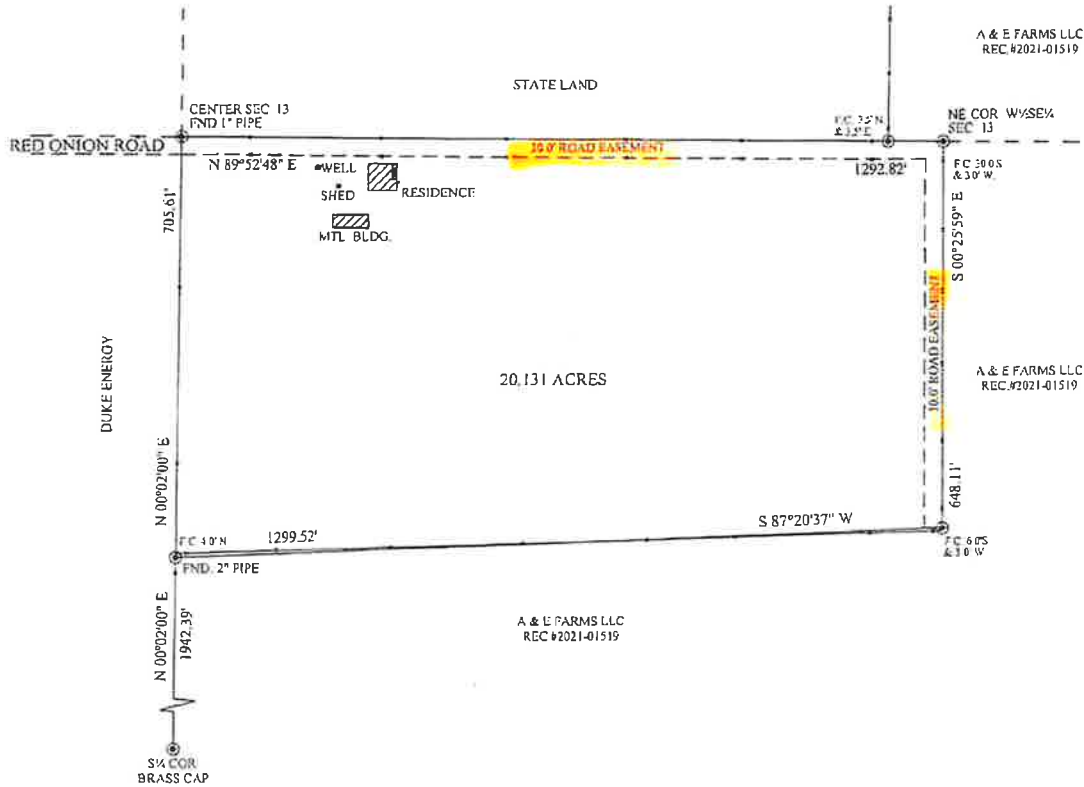 A & E FARMS LLC
REC.#2021-01519
STATE LAND
CENTER SEC 13
FND 1" PIPE
NE COR W½SE¼
SEC 13
RED ONION ROAD
ROAD EASEMENT
N 89°52'48" E
1292.82'
WELL
SHED
RESIDENCE
MTL BLDG.
& 3.0' W.
705.61'
S 00°25'59" E
ROAD EASEMENT
DUKE ENERGY
20.131 ACRES
A & E FARMS LLC
REC.#2021-01519
N 00°02'00" E
648.11'
1299.52'
S 87°20'37" W
FND. 2" PIPE
A & E FARMS LLC
REC #2021-01519
N 00°02'00" E
1942.39'
S¼ COR
BRASS CAP